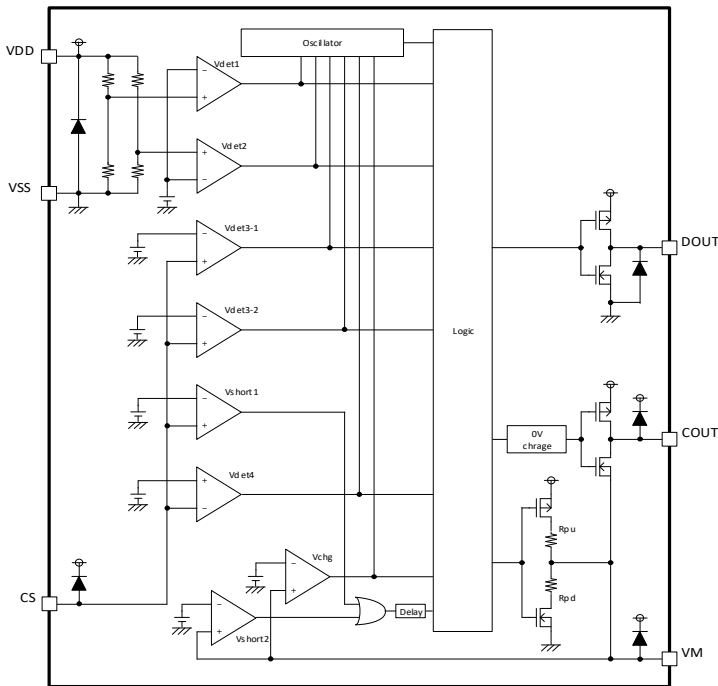 Oscillator
VDD
Vdet1
−
+
Vdet2
+
−
VSS
Vdet3-1
−
+
DOUT
Vdet3-2
−
+
Logic
Vshort1
−
+
0V
chrage
COUT
Vdet4
+
−
Rpu
Vchg
−
+
Rpd
CS
Delay
−
+
Vshort2
VM